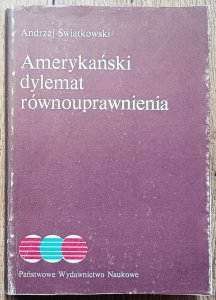 Andrzej Świątkowski
Amerykański
dylemat
równouprawnienia
Państwowe Wydawnictwo Naukowe